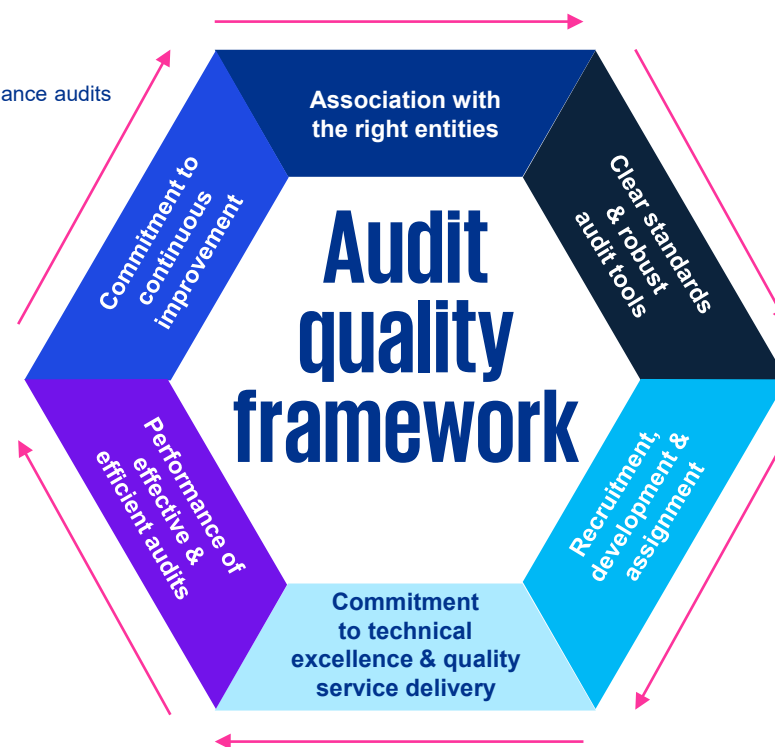 ance audits
Association with
the right entities
Clear standards
& robust
audit tools
Recruitment,
development &
assignment
Commitment
to technical
excellence & quality
service delivery
Performance of
effective &
efficient audits
Commitment to
continuous
improvement
Audit
quality
framework